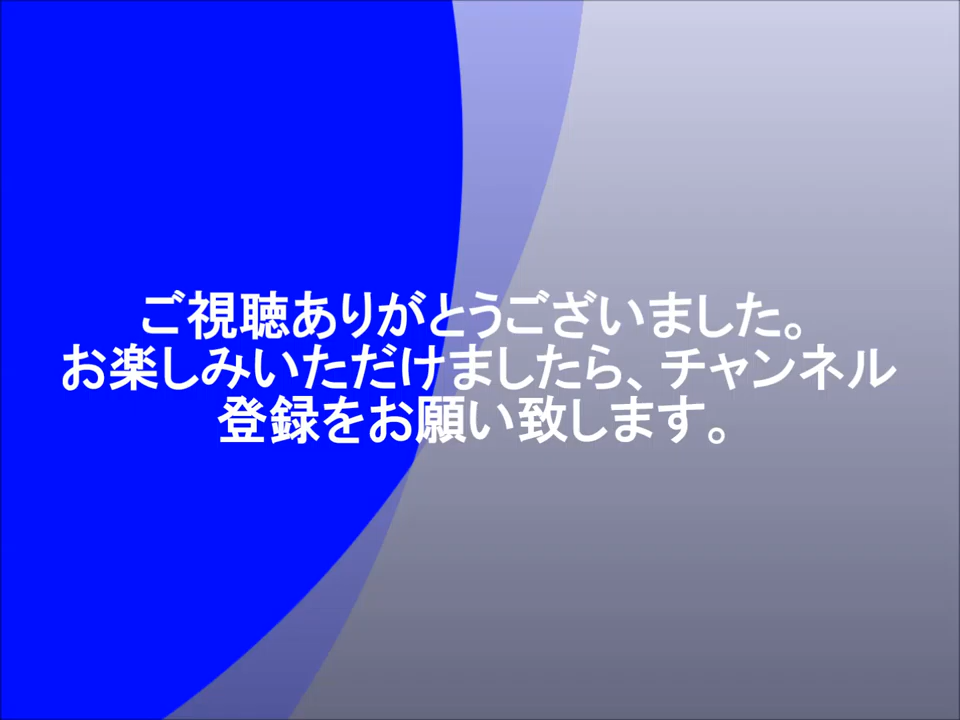 ご視聴ありがとうございました。
お楽しみいただけましたら、チャンネル
登録をお願い致します。